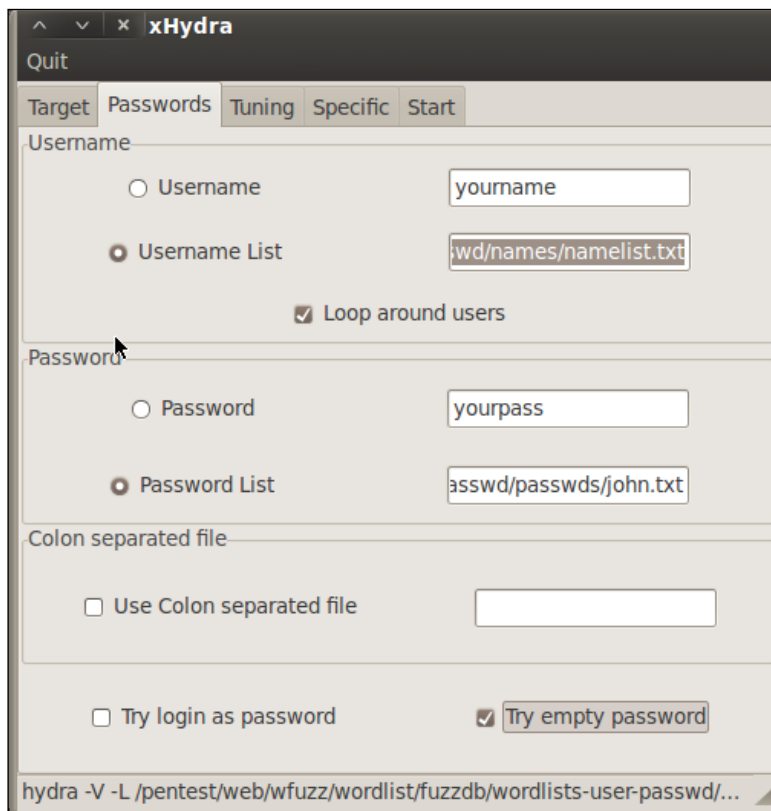 xHydra
Quit
Target Passwords Tuning Specific Start
Username
Username yourname
Username List swd/names/namelist.txt
Loop around users
Password
Password yourpass
Password List asswd/passwds/john.txt
Colon separated file
Use Colon separated file
Try login as password Try empty password
hydra -V -L /pentest/web/wfuzz/wordlist/fuzzdb/wordlists-user-passwd/...